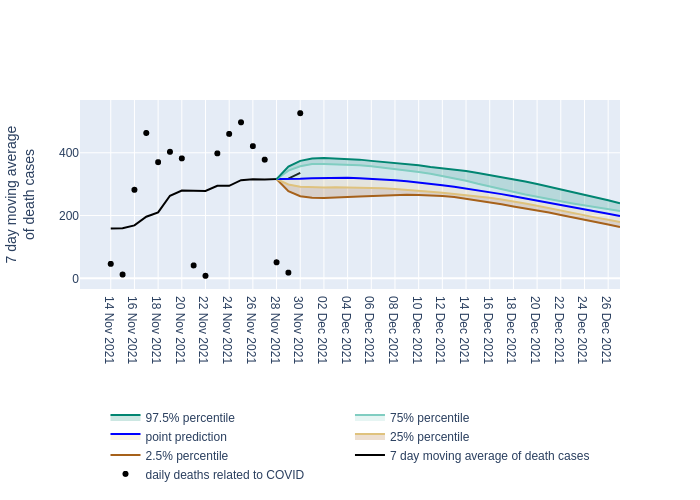 7 day moving average
of death cases
400
200
0
14 Nov 2021
16 Nov 2021
18 Nov 2021
20 Nov 2021
22 Nov 2021
24 Nov 2021
26 Nov 2021
28 Nov 2021
30 Nov 2021
02 Dec 2021
04 Dec 2021
06 Dec 2021
08 Dec 2021
10 Dec 2021
12 Dec 2021
14 Dec 2021
16 Dec 2021
18 Dec 2021
20 Dec 2021
22 Dec 2021
24 Dec 2021
26 Dec 2021
97.5% percentile
75% percentile
point prediction
25% percentile
2.5% percentile
7 day moving average of death cases
daily deaths related to COVID